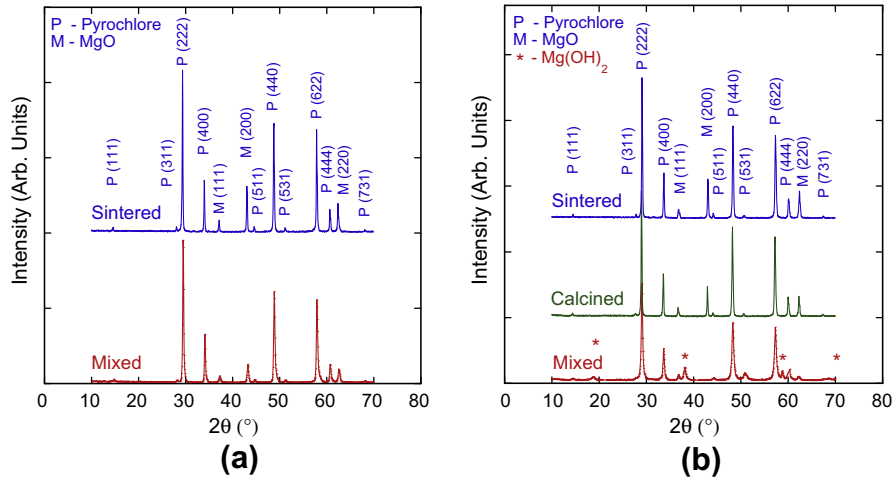 P - Pyrochlore
M - MgO
P (111)
P (311)
P (222)
P (400)
M (111)
M (200)
P (511)
P (440)
P (531)
P (622)
P (444)
M (220)
P (731)
Sintered
Mixed
Intensity (Arb. Units)
0 10 20 30 40 50 60 70 80
2θ (°)
(a)
P - Pyrochlore
M - MgO
* - Mg(OH)2
P (111)
P (311)
P (222)
P (400)
M (111)
M (200)
P (511)
P (440)
P (531)
P (622)
P (444)
M (220)
P (731)
Sintered
Calcined
Mixed
* * * *
Intensity (Arb. Units)
0 10 20 30 40 50 60 70 80
2θ (°)
(b)